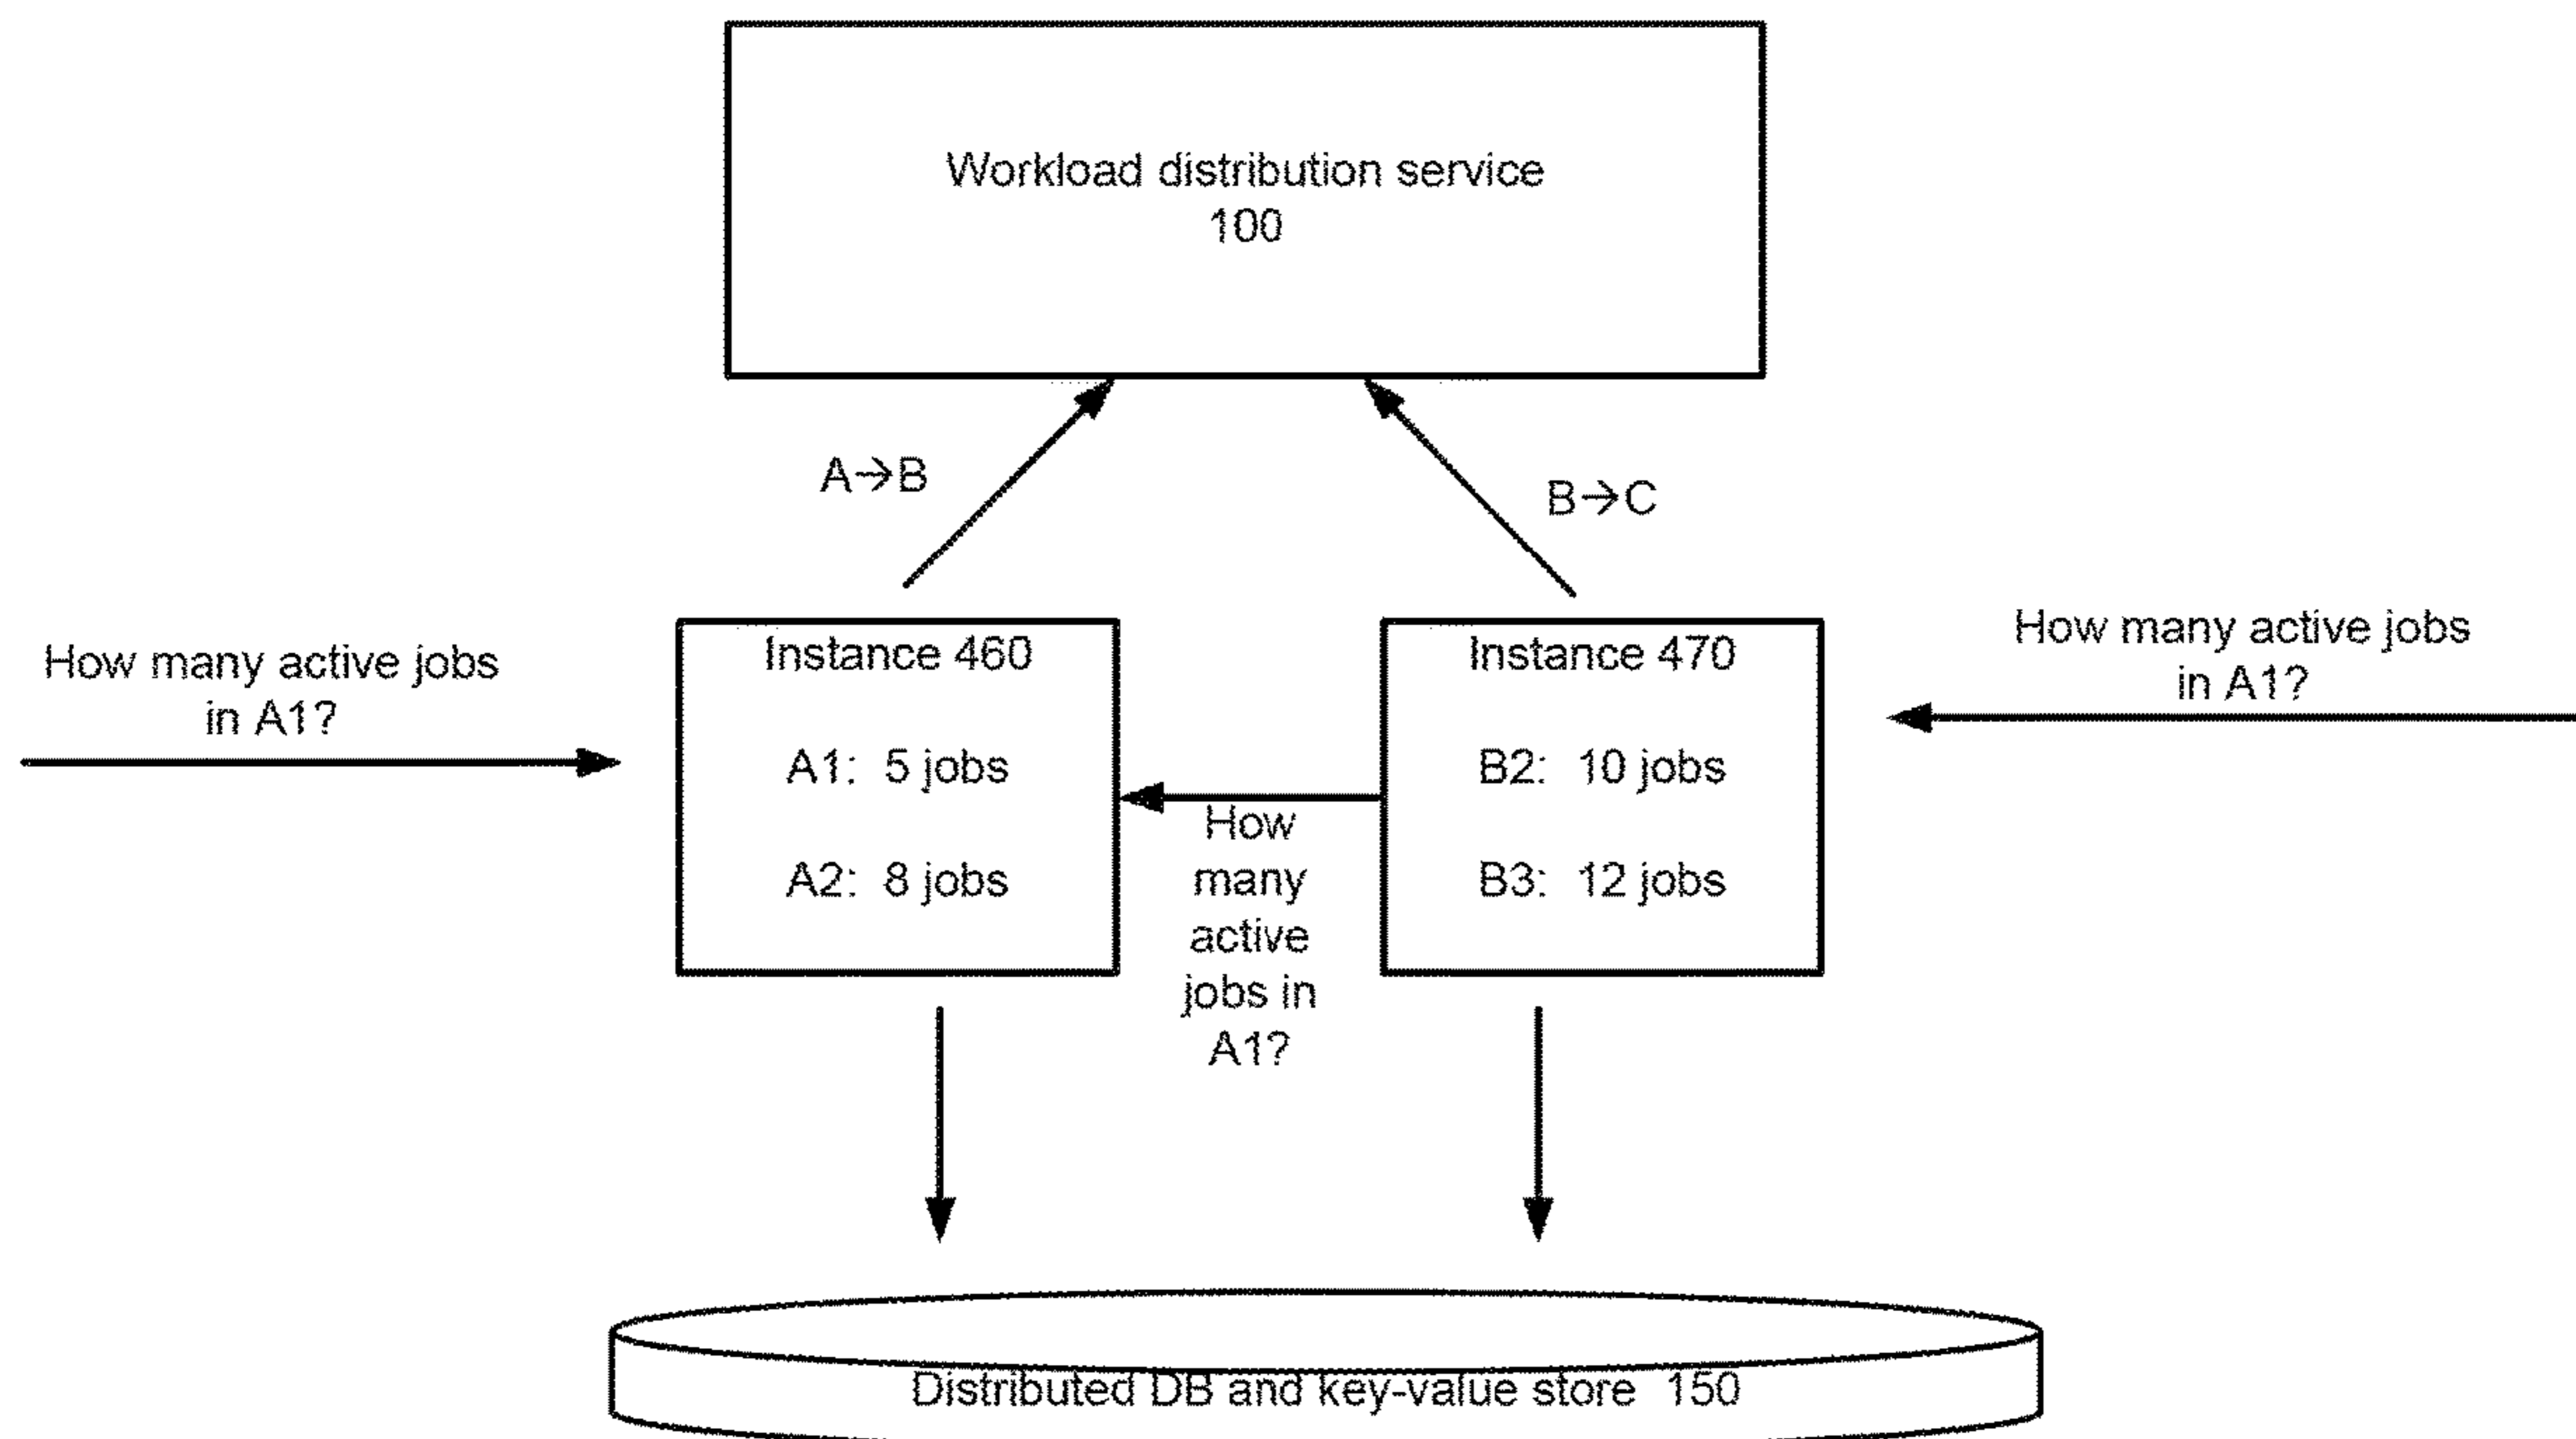 Workload distribution service
100
A→B
B→C
How many active jobs
in A1?
Instance 460
A1: 5 jobs
A2: 8 jobs
How
many
active
jobs in
A1?
Instance 470
B2: 10 jobs
B3: 12 jobs
How many active jobs
in A1?
Distributed DB and key-value store 150